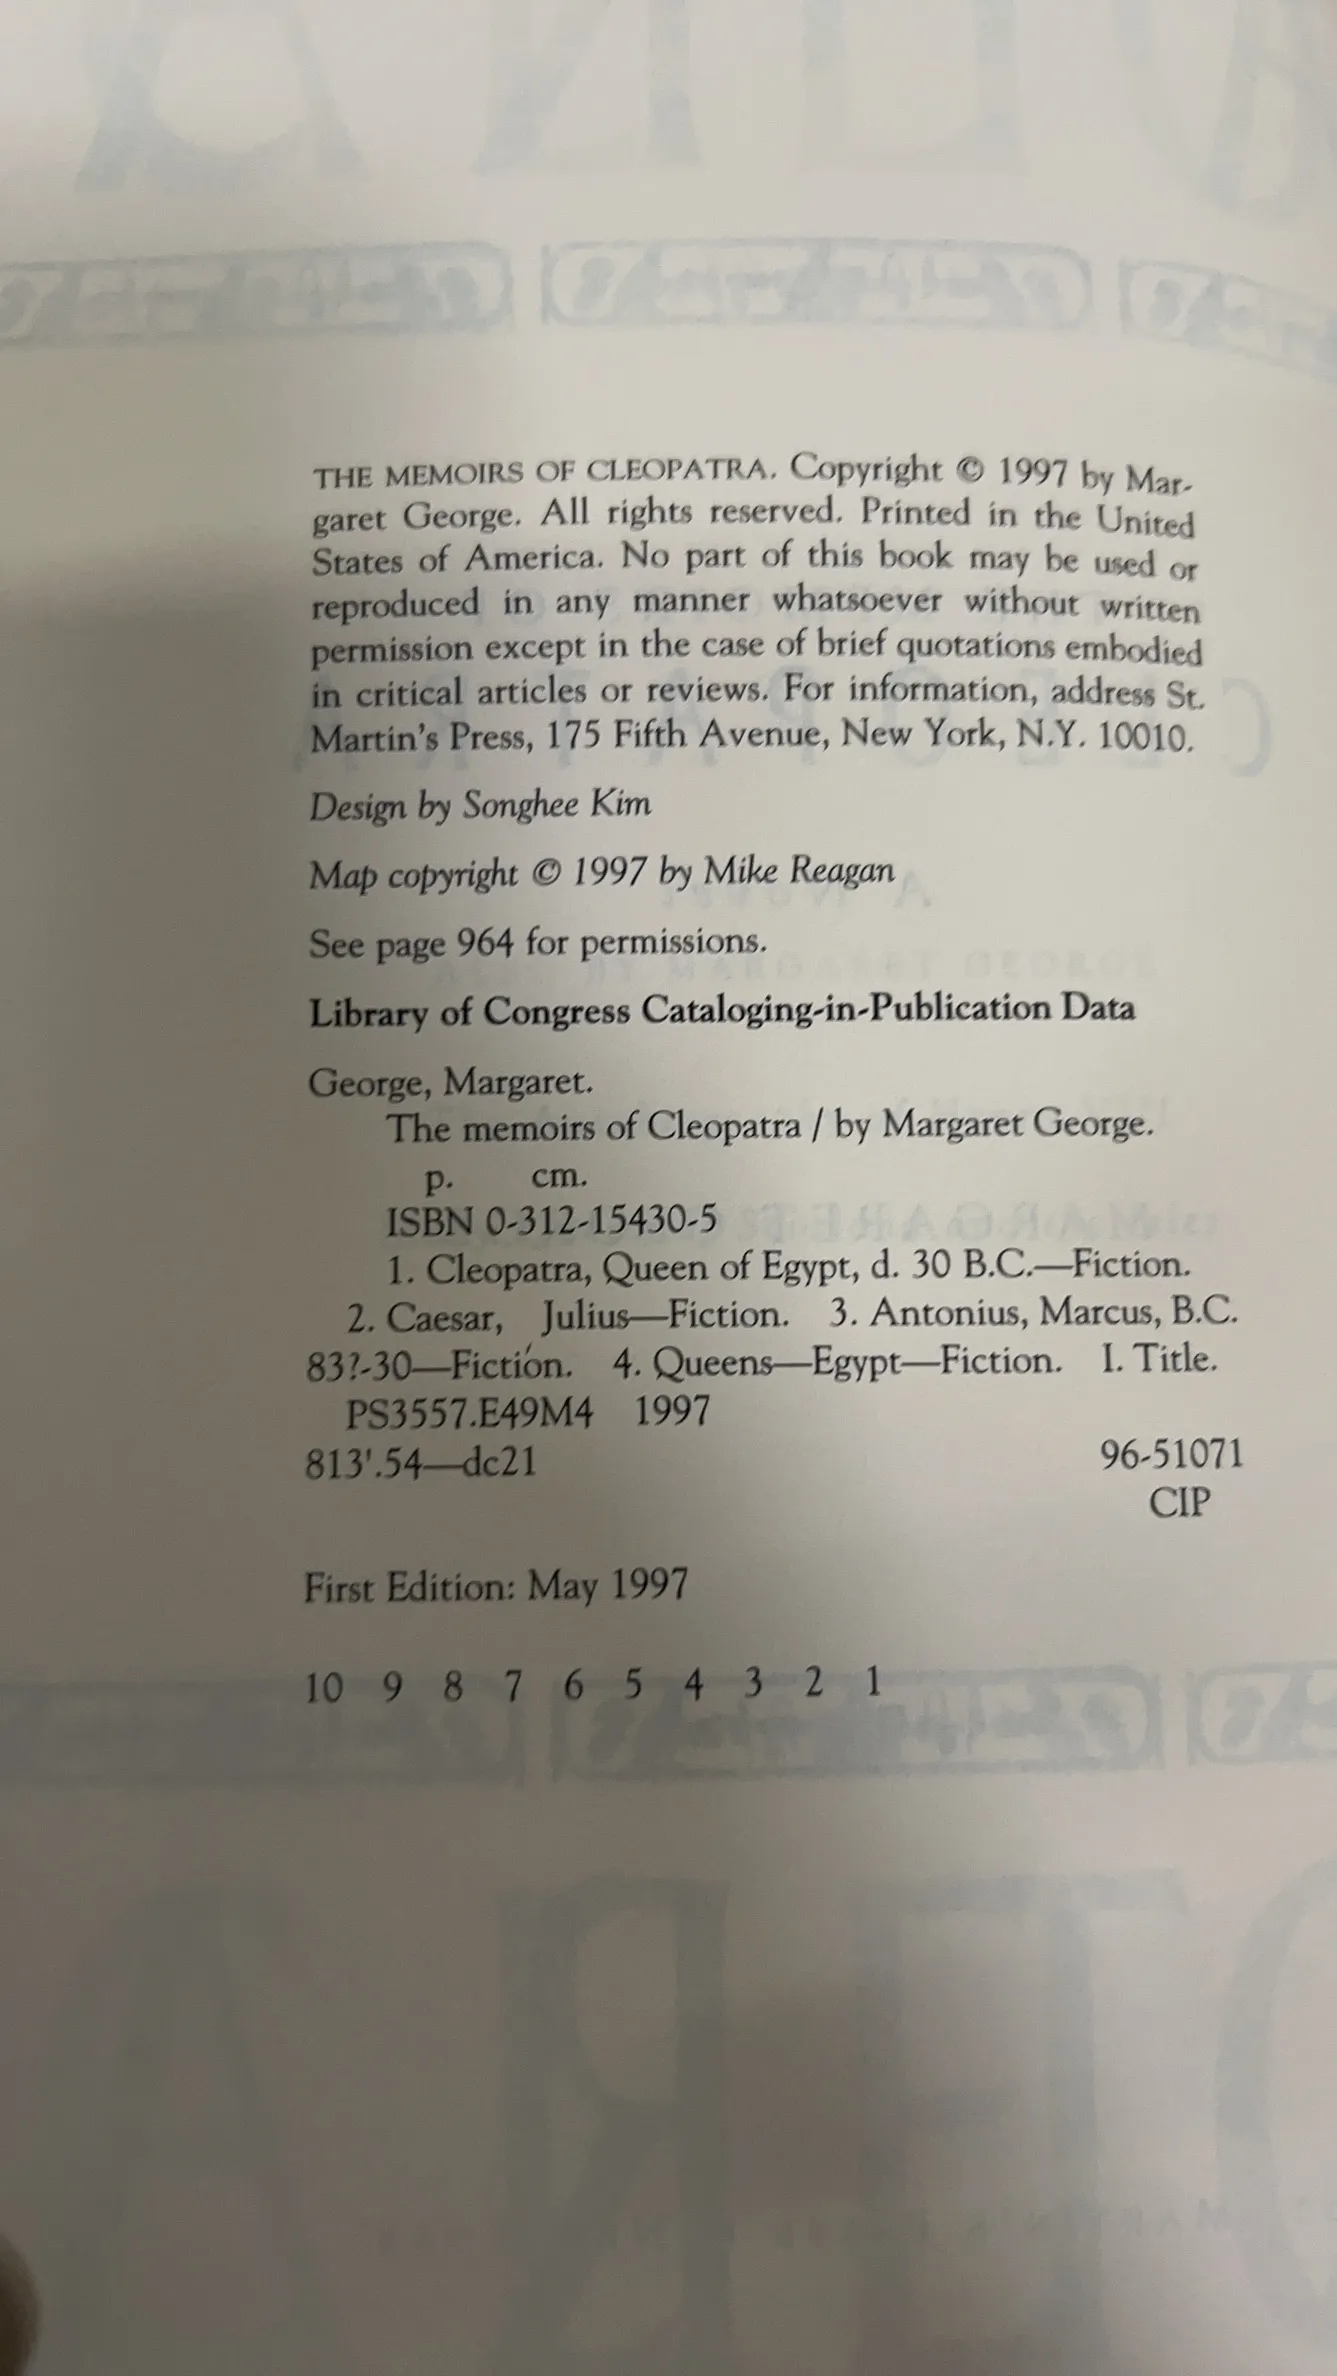 THE MEMOIRS OF CLEOPATRA. Copyright © 1997 by Mar-
garet George. All rights reserved. Printed in the United
States of America. No part of this book may be used or
reproduced in any manner whatsoever without written
permission except in the case of brief quotations embodied
in critical articles or reviews. For information, address St.
Martin's Press, 175 Fifth Avenue, New York, N.Y. 10010.
Design by Songhee Kim
Map copyright © 1997 by Mike Reagan
See page 964 for permissions.
Library of Congress Cataloging-in-Publication Data
George, Margaret.
The memoirs of Cleopatra / by Margaret George.
p. cm.
ISBN 0-312-15430-5
1. Cleopatra, Queen of Egypt, d. 30 B.C.—Fiction.
2. Caesar, Julius—Fiction. 3. Antonius, Marcus, B.C.
83?-30—Fiction. 4. Queens—Egypt—Fiction. I. Title.
PS3557.E49M4 1997
813'.54—dc21 96-51071
CIP
First Edition: May 1997
10 9 8 7 6 5 4 3 2 1